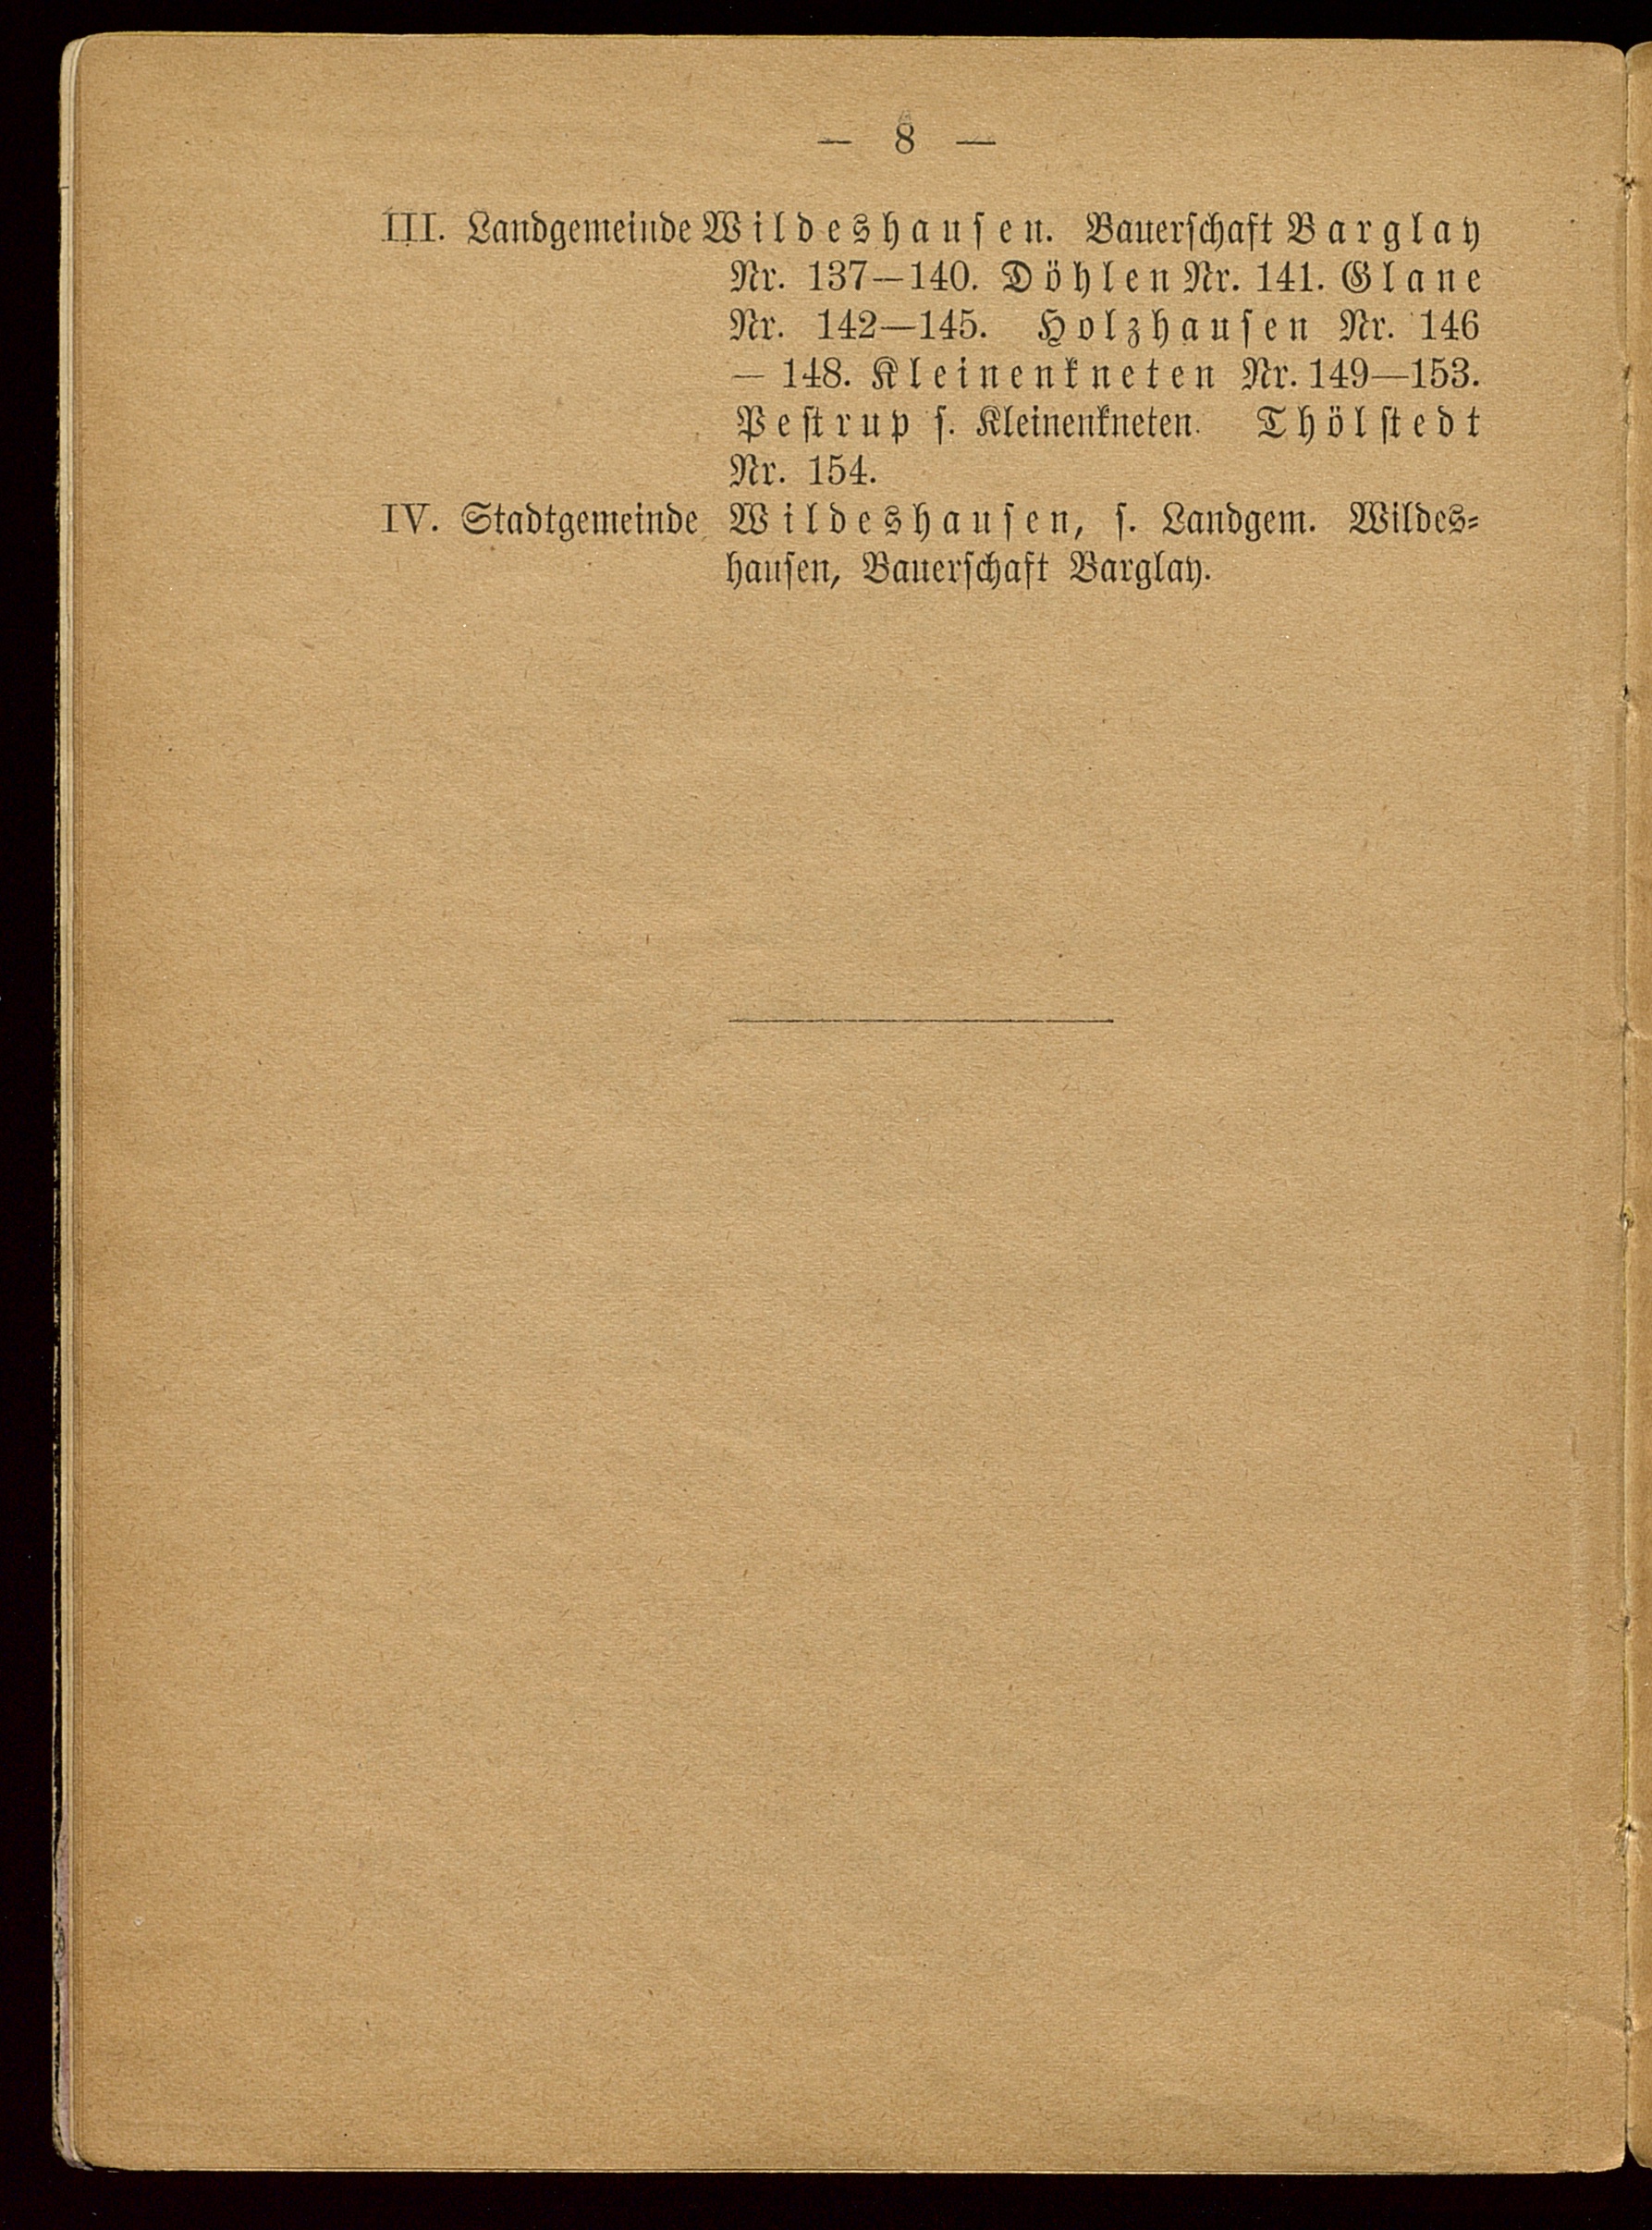 — 8 —
III. Landgemeinde Wildeshausen. Bauerschaft Barglay
Nr. 137—140. Döhlen Nr. 141. Glane
Nr. 142—145. Holzhausen Nr. 146
— 148. Kleinenkneten Nr. 149—153.
Pestrup s. Kleinenkneten. Thölstedt
Nr. 154.
IV. Stadtgemeinde Wildeshausen, s. Landgem. Wildes-
hausen, Bauerschaft Barglay.